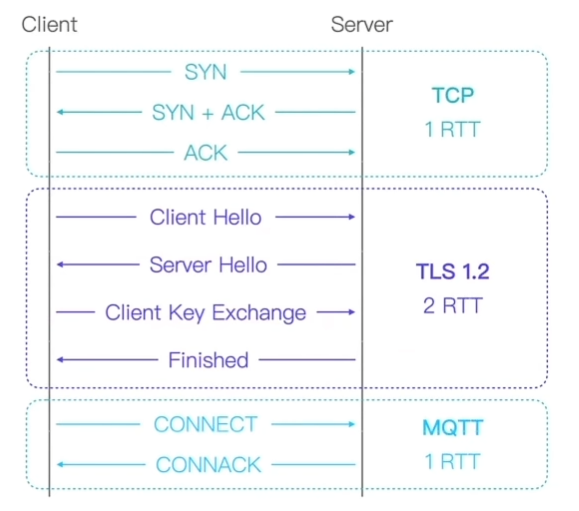 Client
Server
SYN
SYN + ACK
ACK
TCP
1 RTT
Client Hello
Server Hello
Client Key Exchange
Finished
TLS 1.2
2 RTT
CONNECT
CONNACK
MQTT
1 RTT